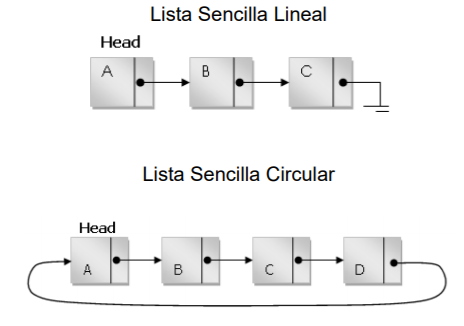 Lista Sencilla Lineal
Head
A B C
Lista Sencilla Circular
Head
A B C D